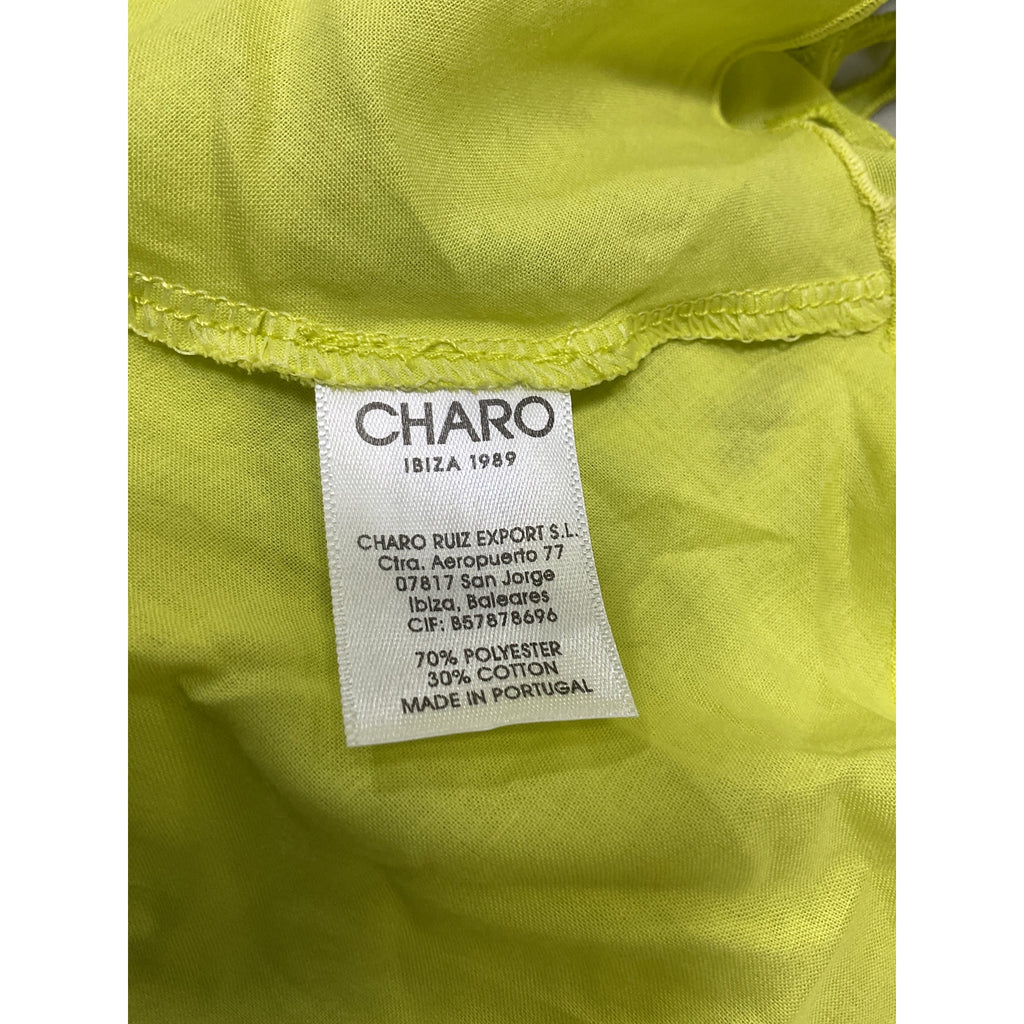 CHARO
IBIZA 1989
CHARO RUIZ EXPORT S.L.
Ctra. Aeropuerto 77
07817 San Jorge
Ibiza, Baleares
CIF: B57878696
70% POLYESTER
30% COTTON
MADE IN PORTUGAL